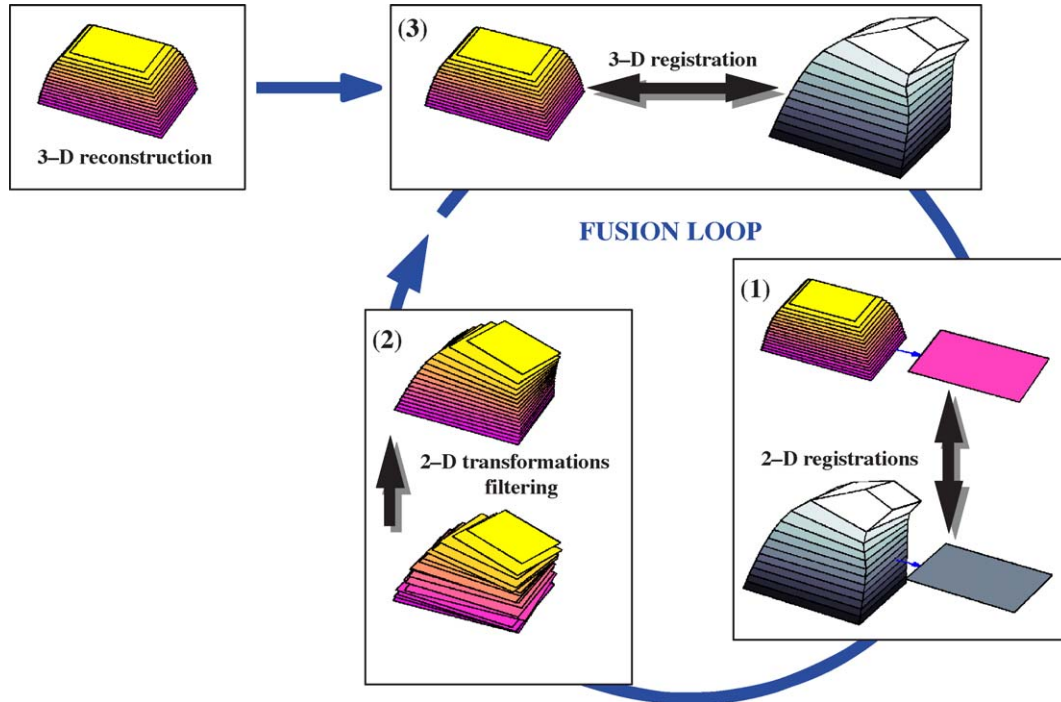 3–D reconstruction
(3)
3–D registration
FUSION LOOP
(1)
2–D registrations
(2)
2–D transformations
filtering